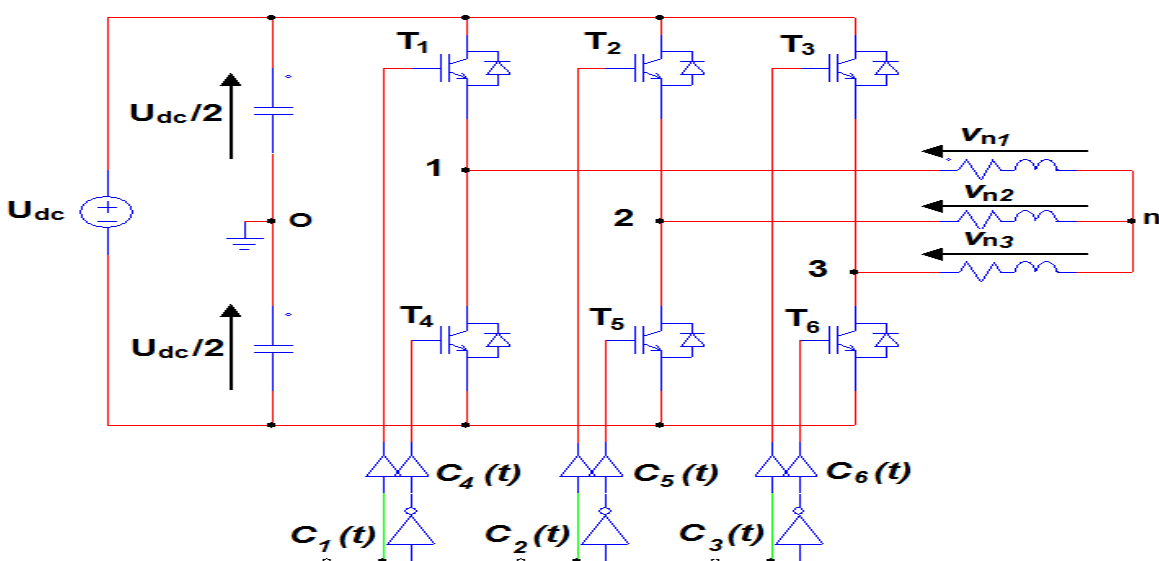 T1
T2
T3
Udc/2
vn1
1
Udc
O
2
vn2
n
vn3
3
T4
T5
T6
Udc/2
C4 (t)
C5 (t)
C6 (t)
C1 (t)
C2 (t)
C3 (t)